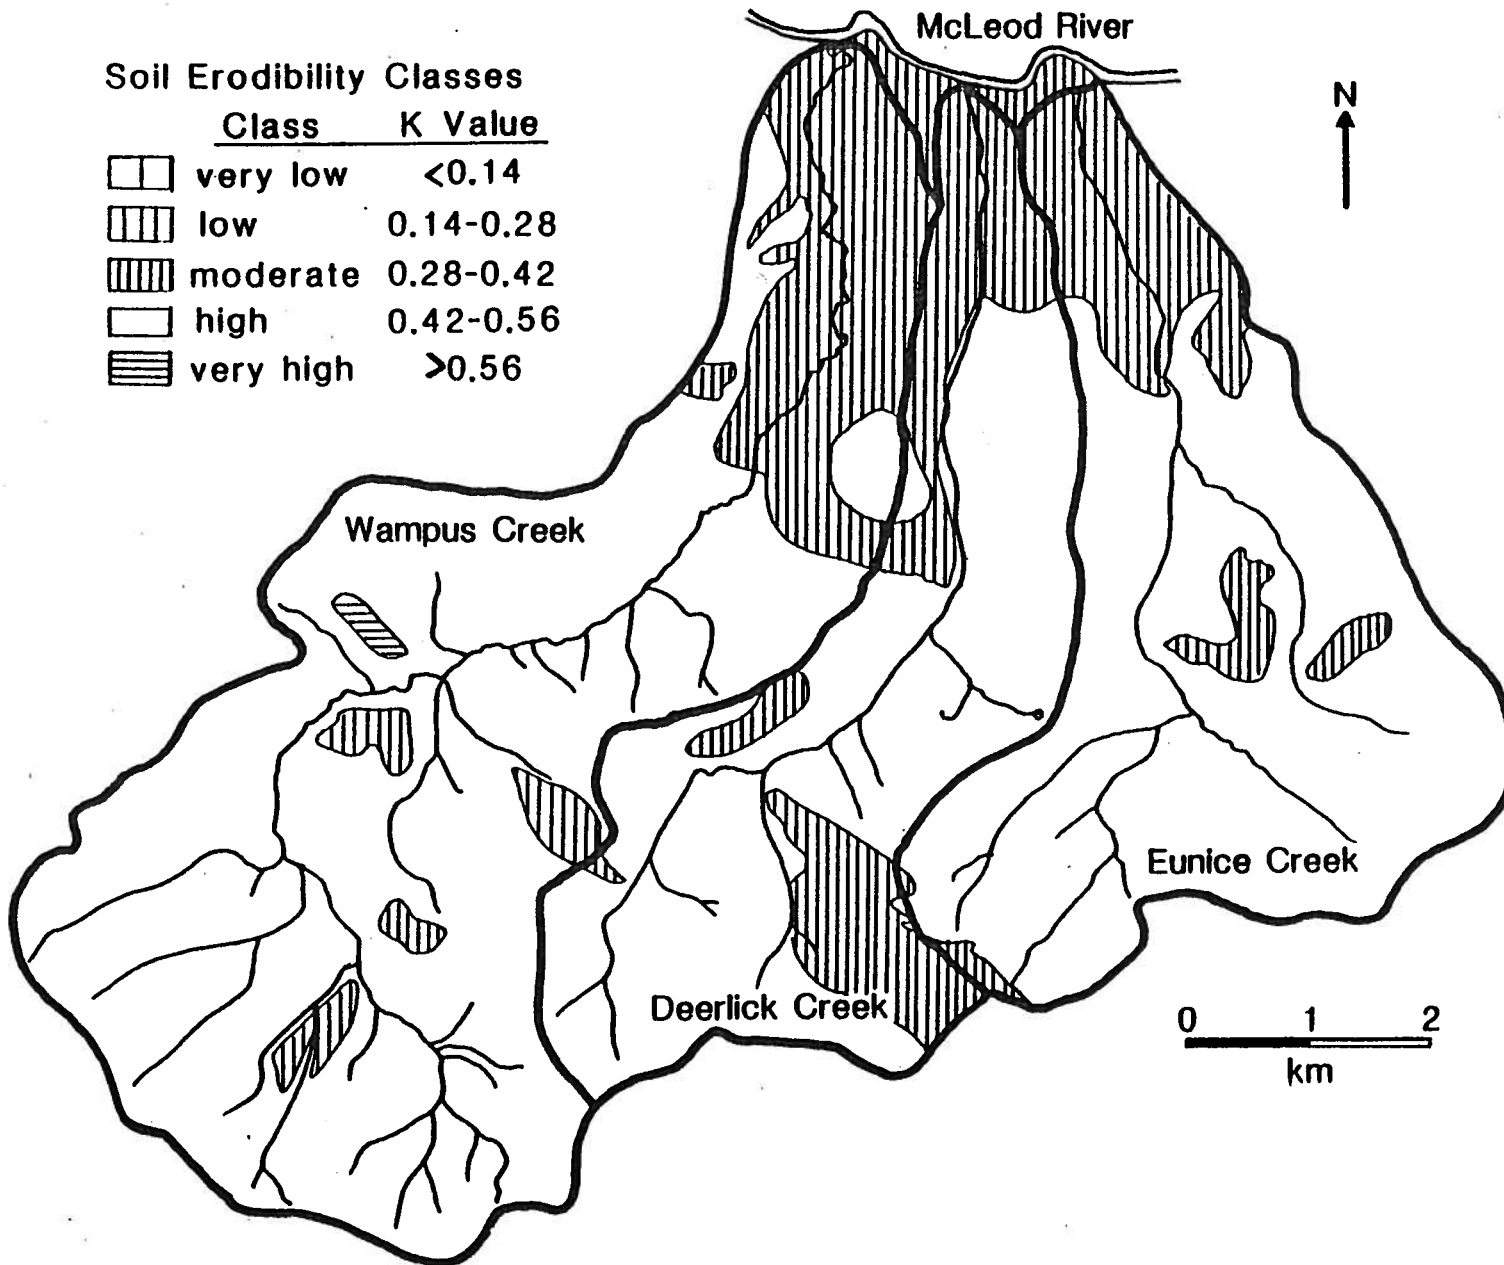 McLeod River
Soil Erodibility Classes
Class K Value
very low <0.14
low 0.14-0.28
moderate 0.28-0.42
high 0.42-0.56
very high >0.56
N
Wampus Creek
Eunice Creek
Deerlick Creek
0 1 2
km